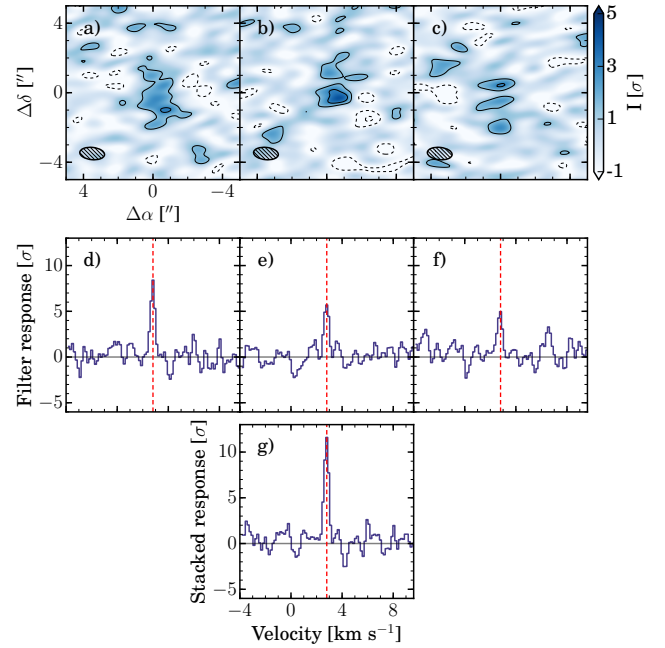 a) b) c)
Δδ [″]
4
0
−4
4 0 −4
Δα [″]
5
3
1
-1
I [σ]
d) e) f)
Filter response [σ]
10
5
0
−5
g)
Stacked response [σ]
10
5
0
−5
−4 0 4 8
Velocity [km s⁻¹]